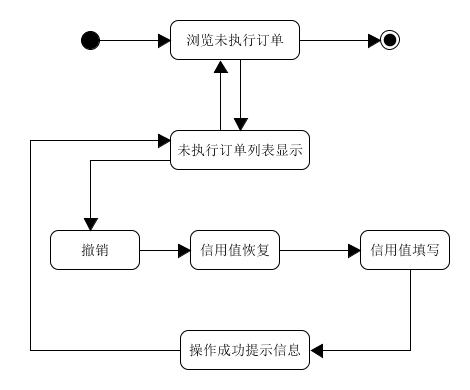 浏览未执行订单
未执行订单列表显示
撤销
信用值恢复
信用值填写
操作成功提示信息